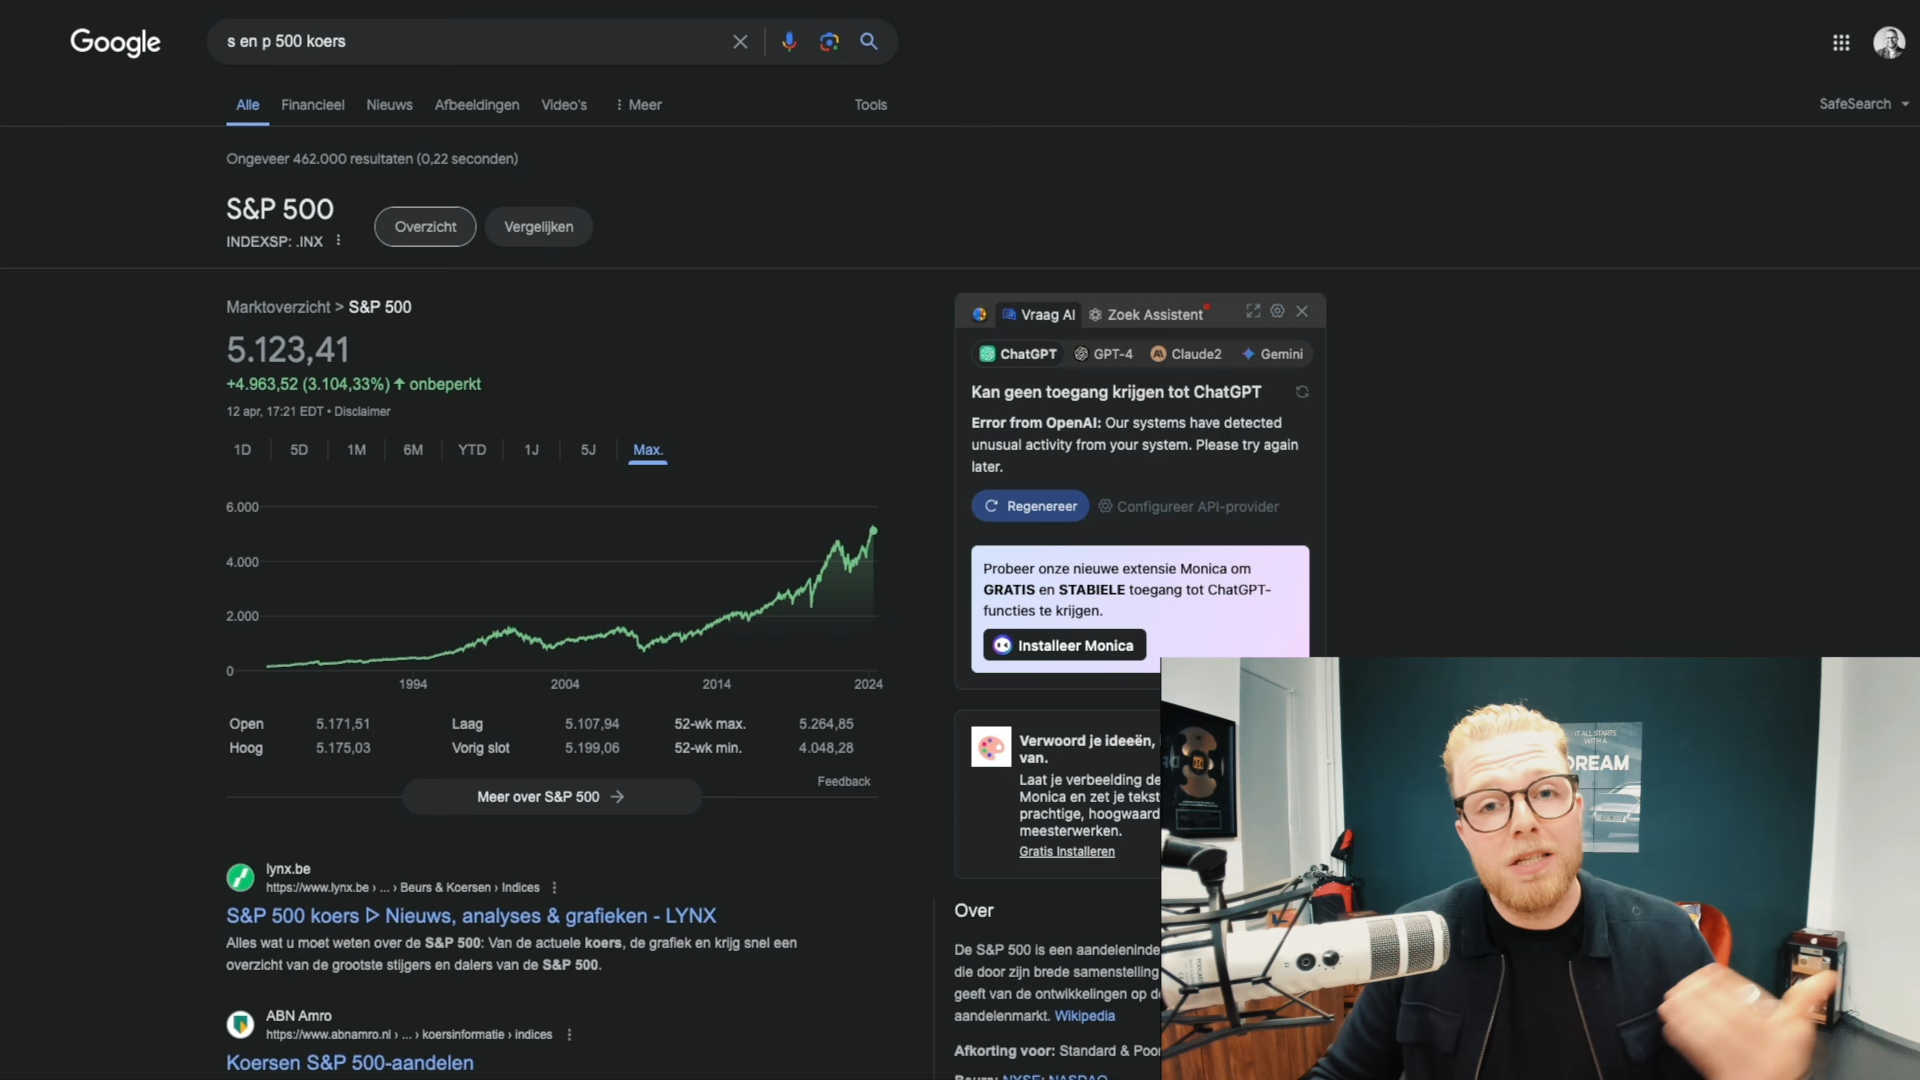 Google
s en p 500 koers
Alle
Financieel
Nieuws
Afbeeldingen
Video's
Meer
Tools
SafeSearch
Ongeveer 462.000 resultaten (0,22 seconden)
S&P 500
INDEXSP: .INX
Overzicht
Vergelijken
Marktoverzicht > S&P 500
5.123,41
+4.963,52 (3.104,33%) ↑ onbeperkt
12 apr, 17:21 EDT • Disclaimer
1D
5D
1M
6M
YTD
1J
5J
Max.
6.000
4.000
2.000
0
1994
2004
2014
2024
Open 5.171,51 Laag 5.107,94 52-wk max. 5.264,85
Hoog 5.175,03 Vorig slot 5.199,06 52-wk min. 4.048,28
Feedback
Meer over S&P 500 →
lynx.be
https://www.lynx.be › ... › Beurs & Koersen › Indices
S&P 500 koers ▷ Nieuws, analyses & grafieken - LYNX
Alles wat u moet weten over de S&P 500: Van de actuele koers, de grafiek en krijg snel een
overzicht van de grootste stijgers en dalers van de S&P 500.
ABN Amro
https://www.abnamro.nl › ... › koersinformatie › indices
Koersen S&P 500-aandelen
Vraag AI
Zoek Assistent
ChatGPT
GPT-4
Claude2
Gemini
Kan geen toegang krijgen tot ChatGPT
Error from OpenAI: Our systems have detected
unusual activity from your system. Please try again
later.
Regenereer
Configureer API-provider
Probeer onze nieuwe extensie Monica om
GRATIS en STABIELE toegang tot ChatGPT-
functies te krijgen.
Installeer Monica
Verwoord je ideeën,
van.
Laat je verbeelding de
Monica en zet je tekst
prachtige, hoogwaard
meesterwerken.
Gratis Installeren
Over
De S&P 500 is een aandeleninde
die door zijn brede samenstelling
geeft van de ontwikkelingen op d
aandelenmarkt. Wikipedia
Afkorting voor: Standard & Poo
Beurs: NYSE; NASDAQ
IT ALL STARTS
WITH A
DREAM